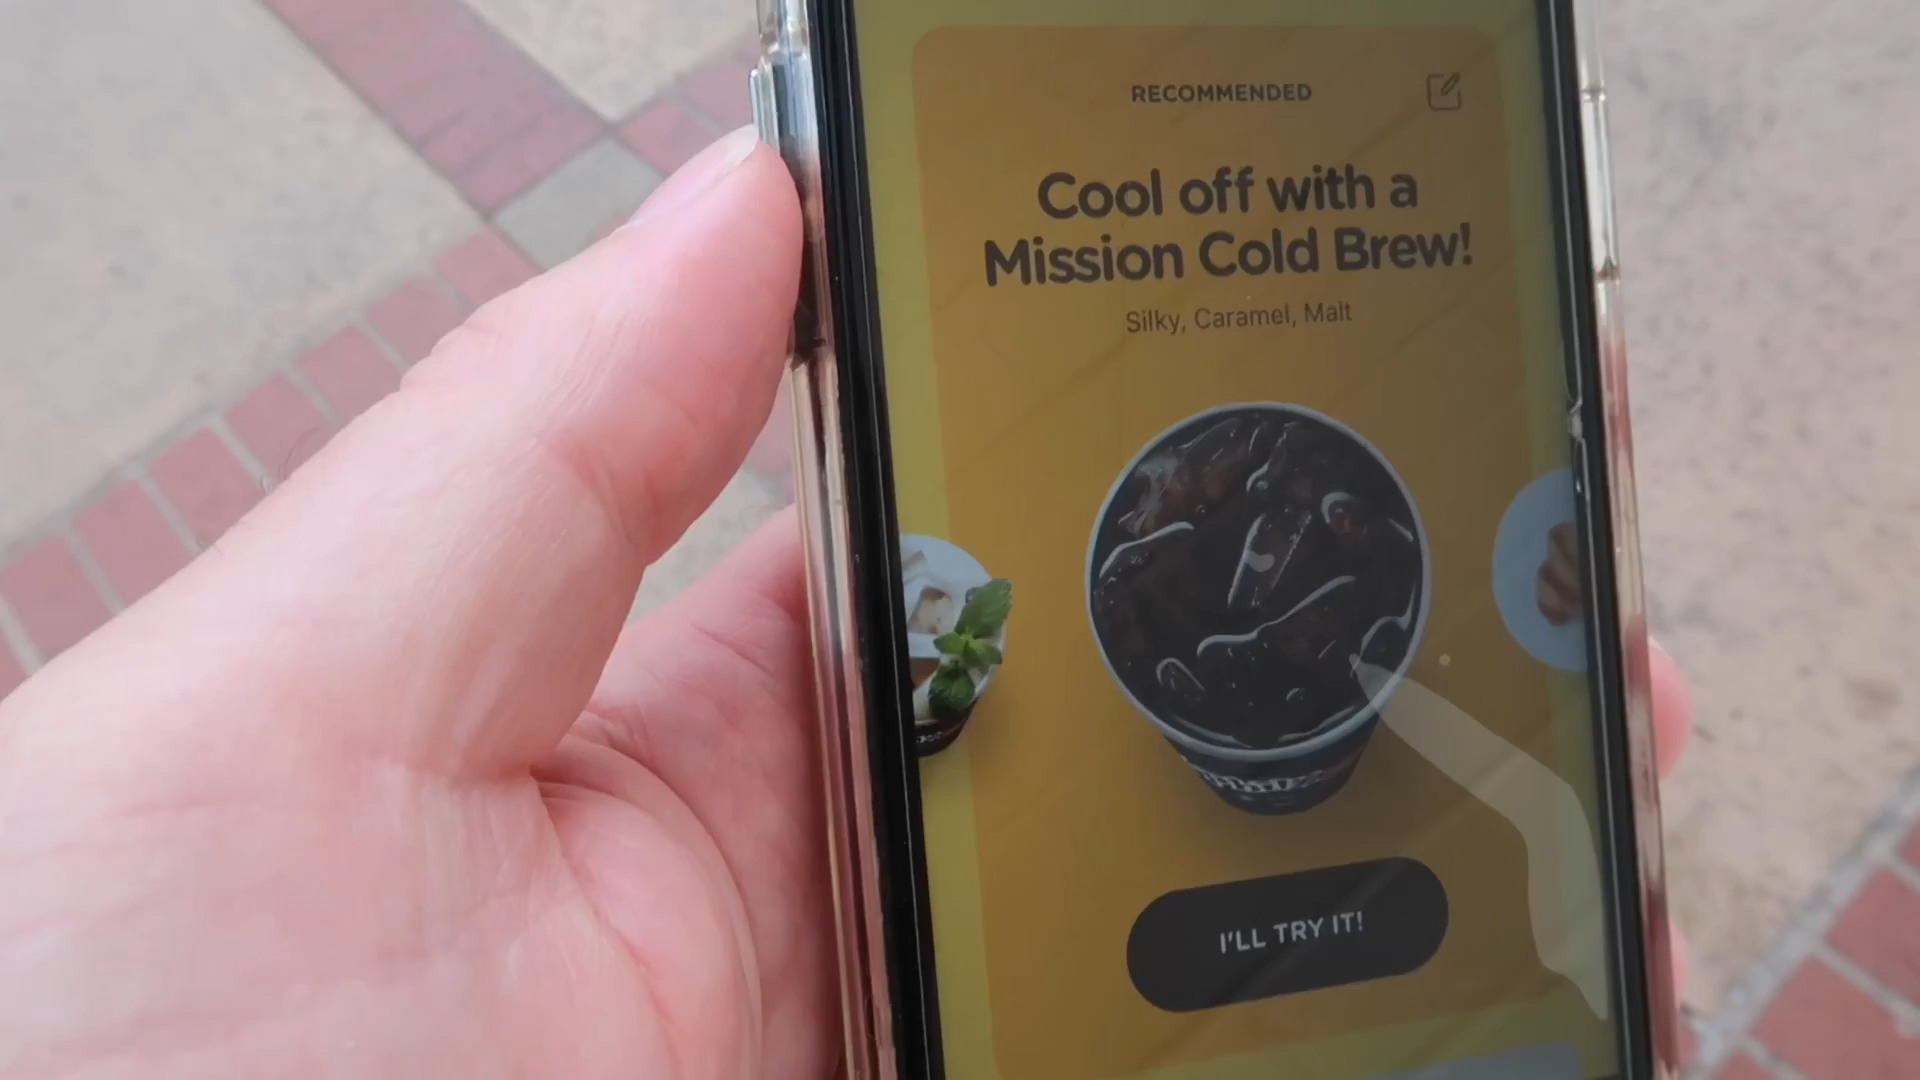 RECOMMENDED
Cool off with a
Mission Cold Brew!
Silky, Caramel, Malt
I'LL TRY IT!